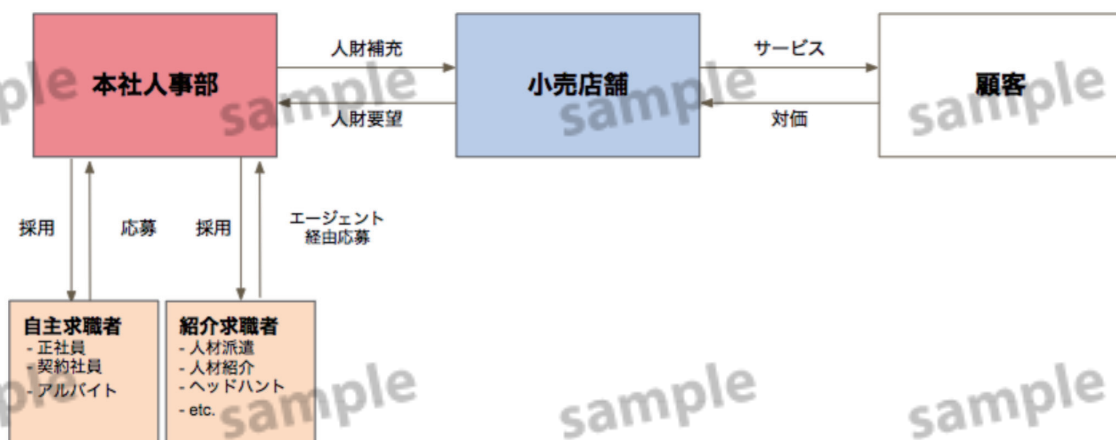 本社人事部
人財補充
人財要望
小売店舗
サービス
対価
顧客
採用
応募
採用
エージェント
経由応募
自主求職者
- 正社員
- 契約社員
- アルバイト
紹介求職者
- 人材派遣
- 人材紹介
- ヘッドハント
- etc.
ple
sample
sample
sample
ple
sample
sample
sample